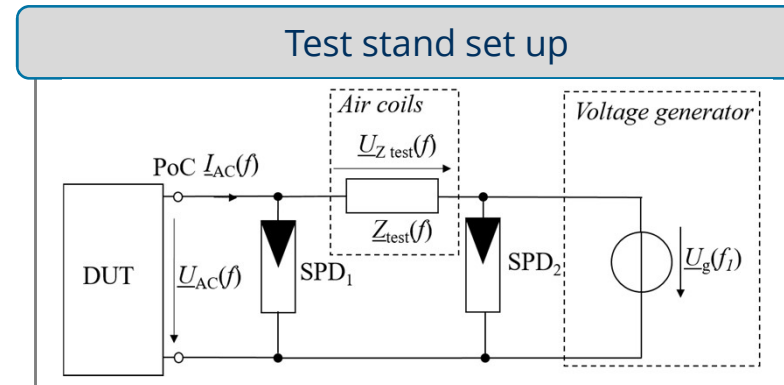 Test stand set up
Air coils
Voltage generator
U_Z test(f)
PoC I_AC(f)
Z_test(f)
DUT
U_AC(f)
SPD₁
SPD₂
U_g(f₁)